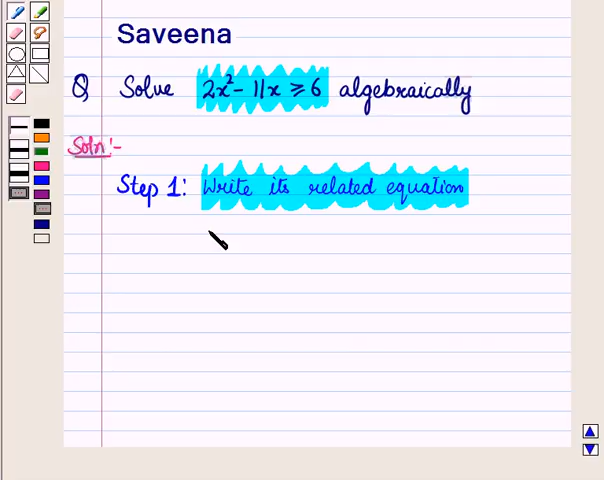 Saveena
Q Solve 2x² - 11x ≥ 6 algebraically
Soln:-
Step 1: Write its related equation